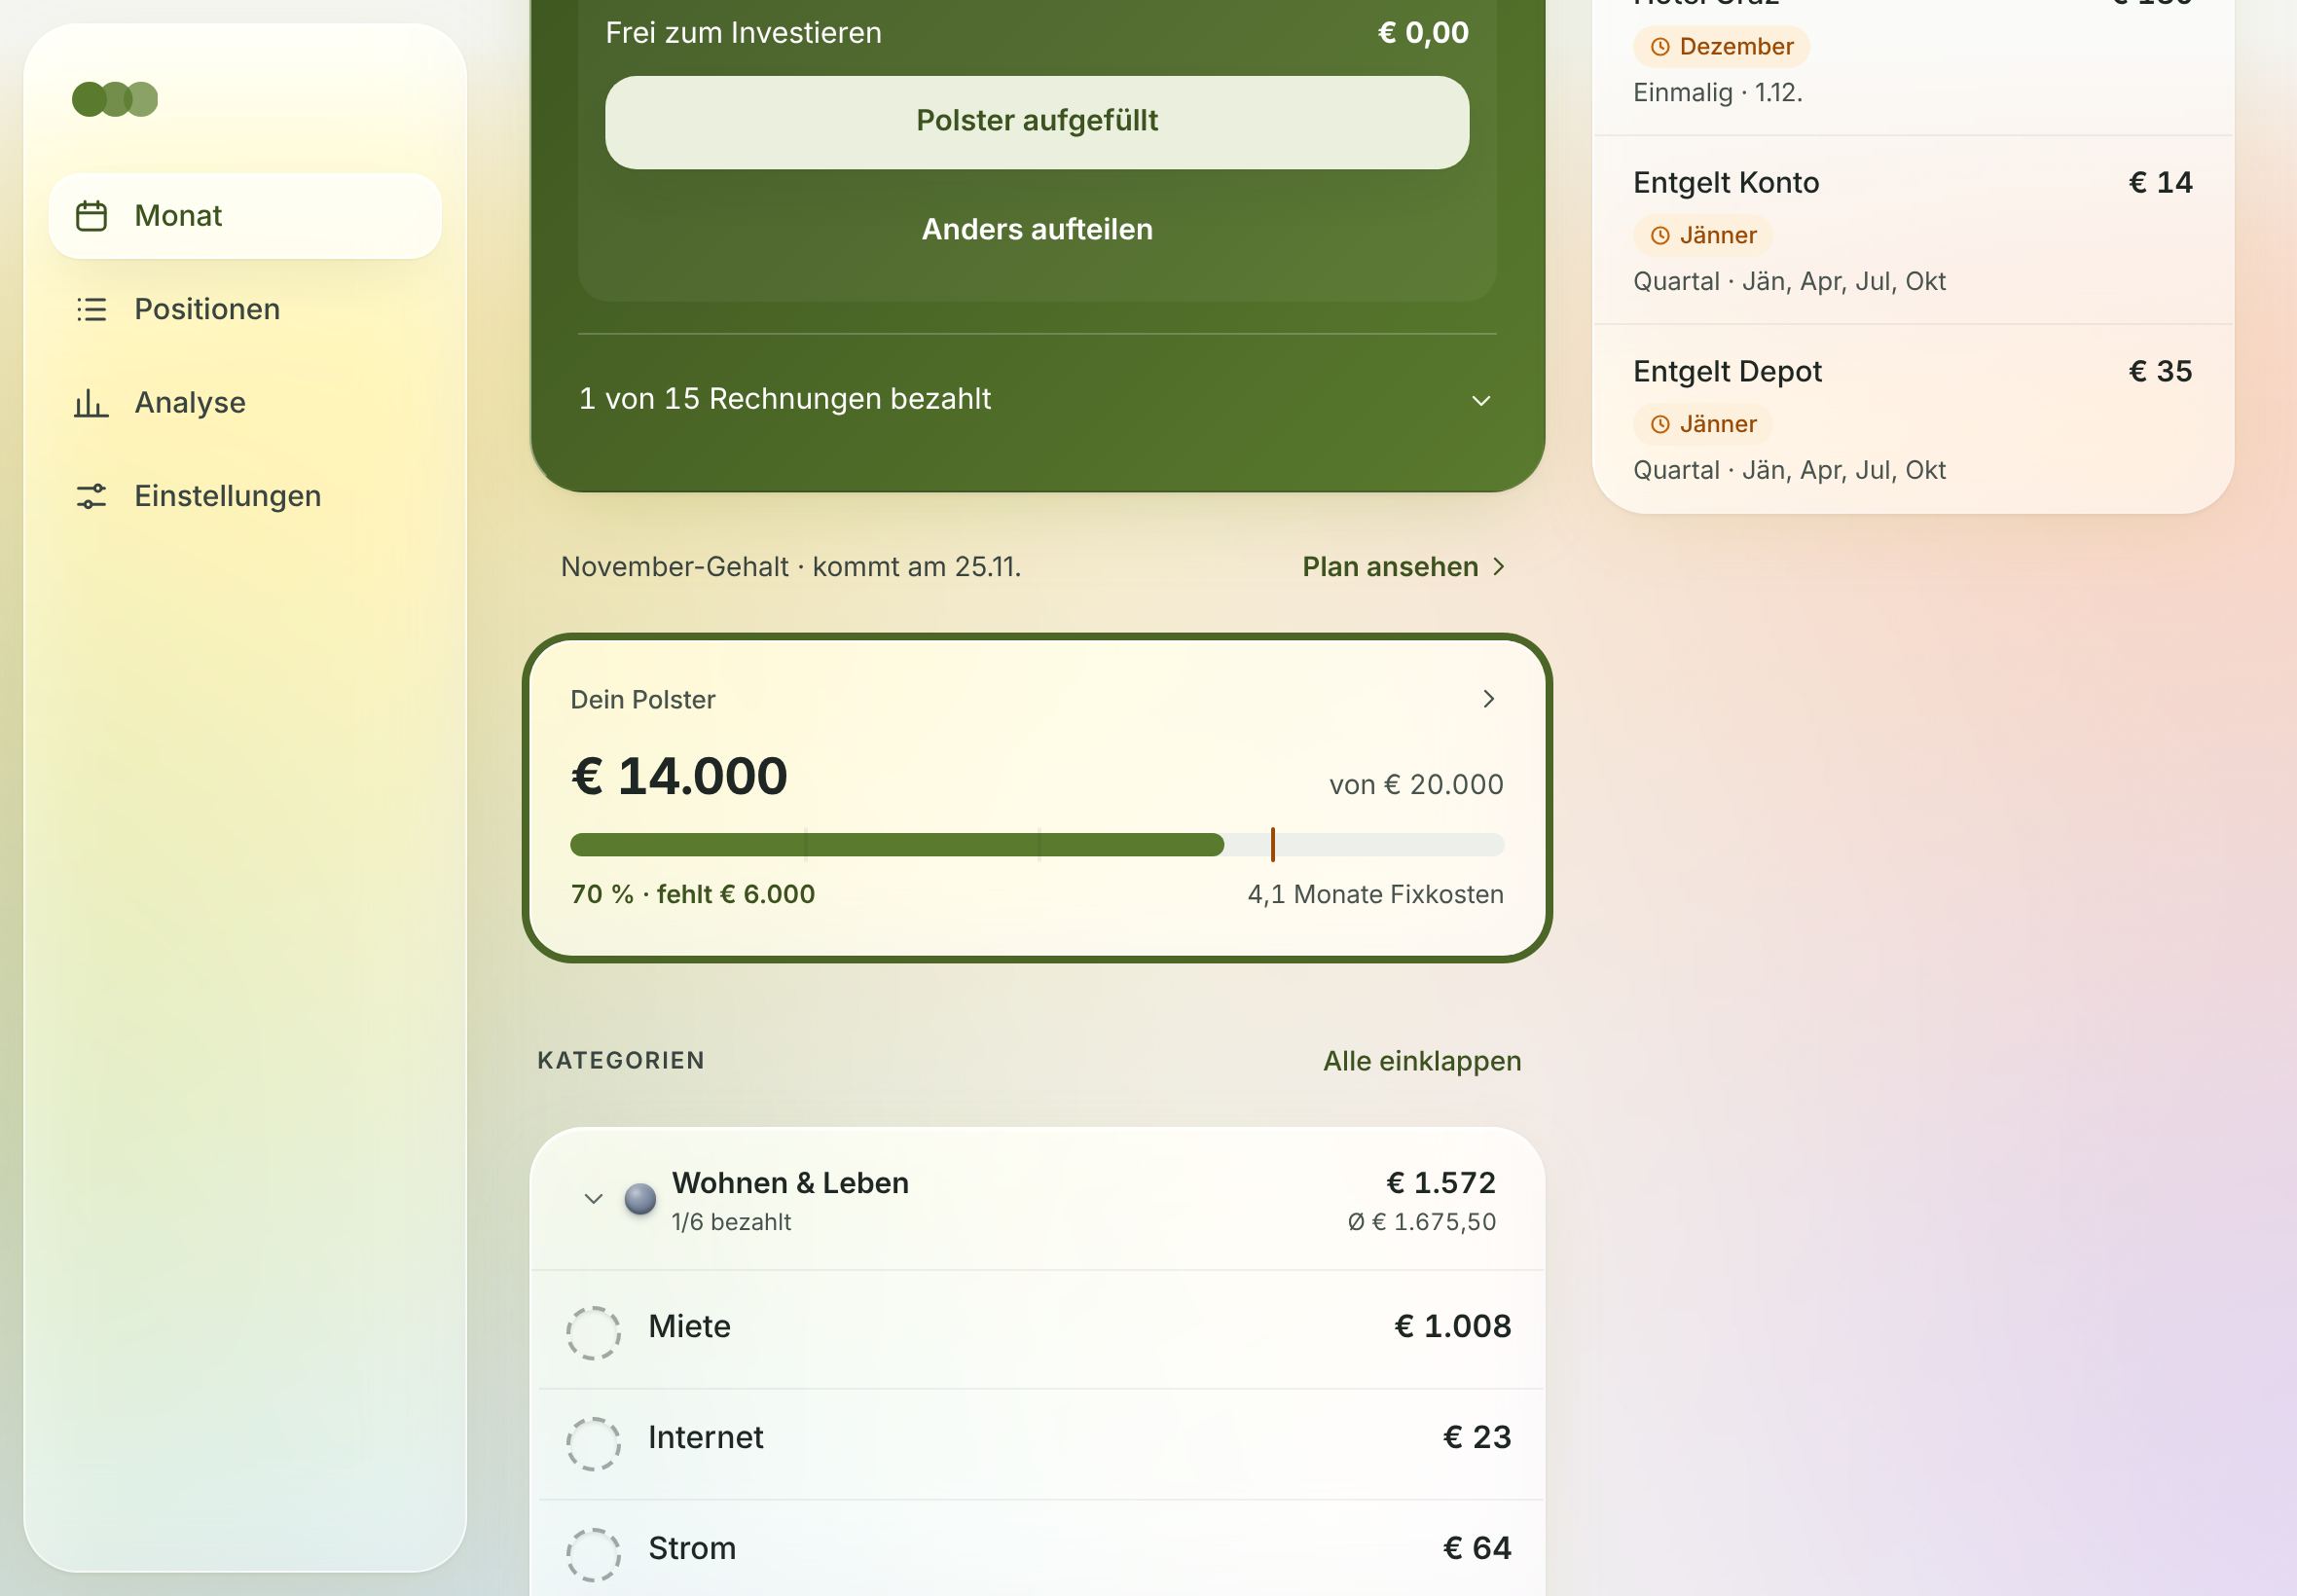 Monat
Positionen
Analyse
Einstellungen
Frei zum Investieren € 0,00
Polster aufgefüllt
Anders aufteilen
1 von 15 Rechnungen bezahlt
November-Gehalt · kommt am 25.11. Plan ansehen
Dein Polster
€ 14.000 von € 20.000
70 % · fehlt € 6.000 4,1 Monate Fixkosten
KATEGORIEN Alle einklappen
Wohnen & Leben € 1.572
1/6 bezahlt Ø € 1.675,50
Miete € 1.008
Internet € 23
Strom € 64
Dezember
Einmalig · 1.12.
Entgelt Konto € 14
Jänner
Quartal · Jän, Apr, Jul, Okt
Entgelt Depot € 35
Jänner
Quartal · Jän, Apr, Jul, Okt